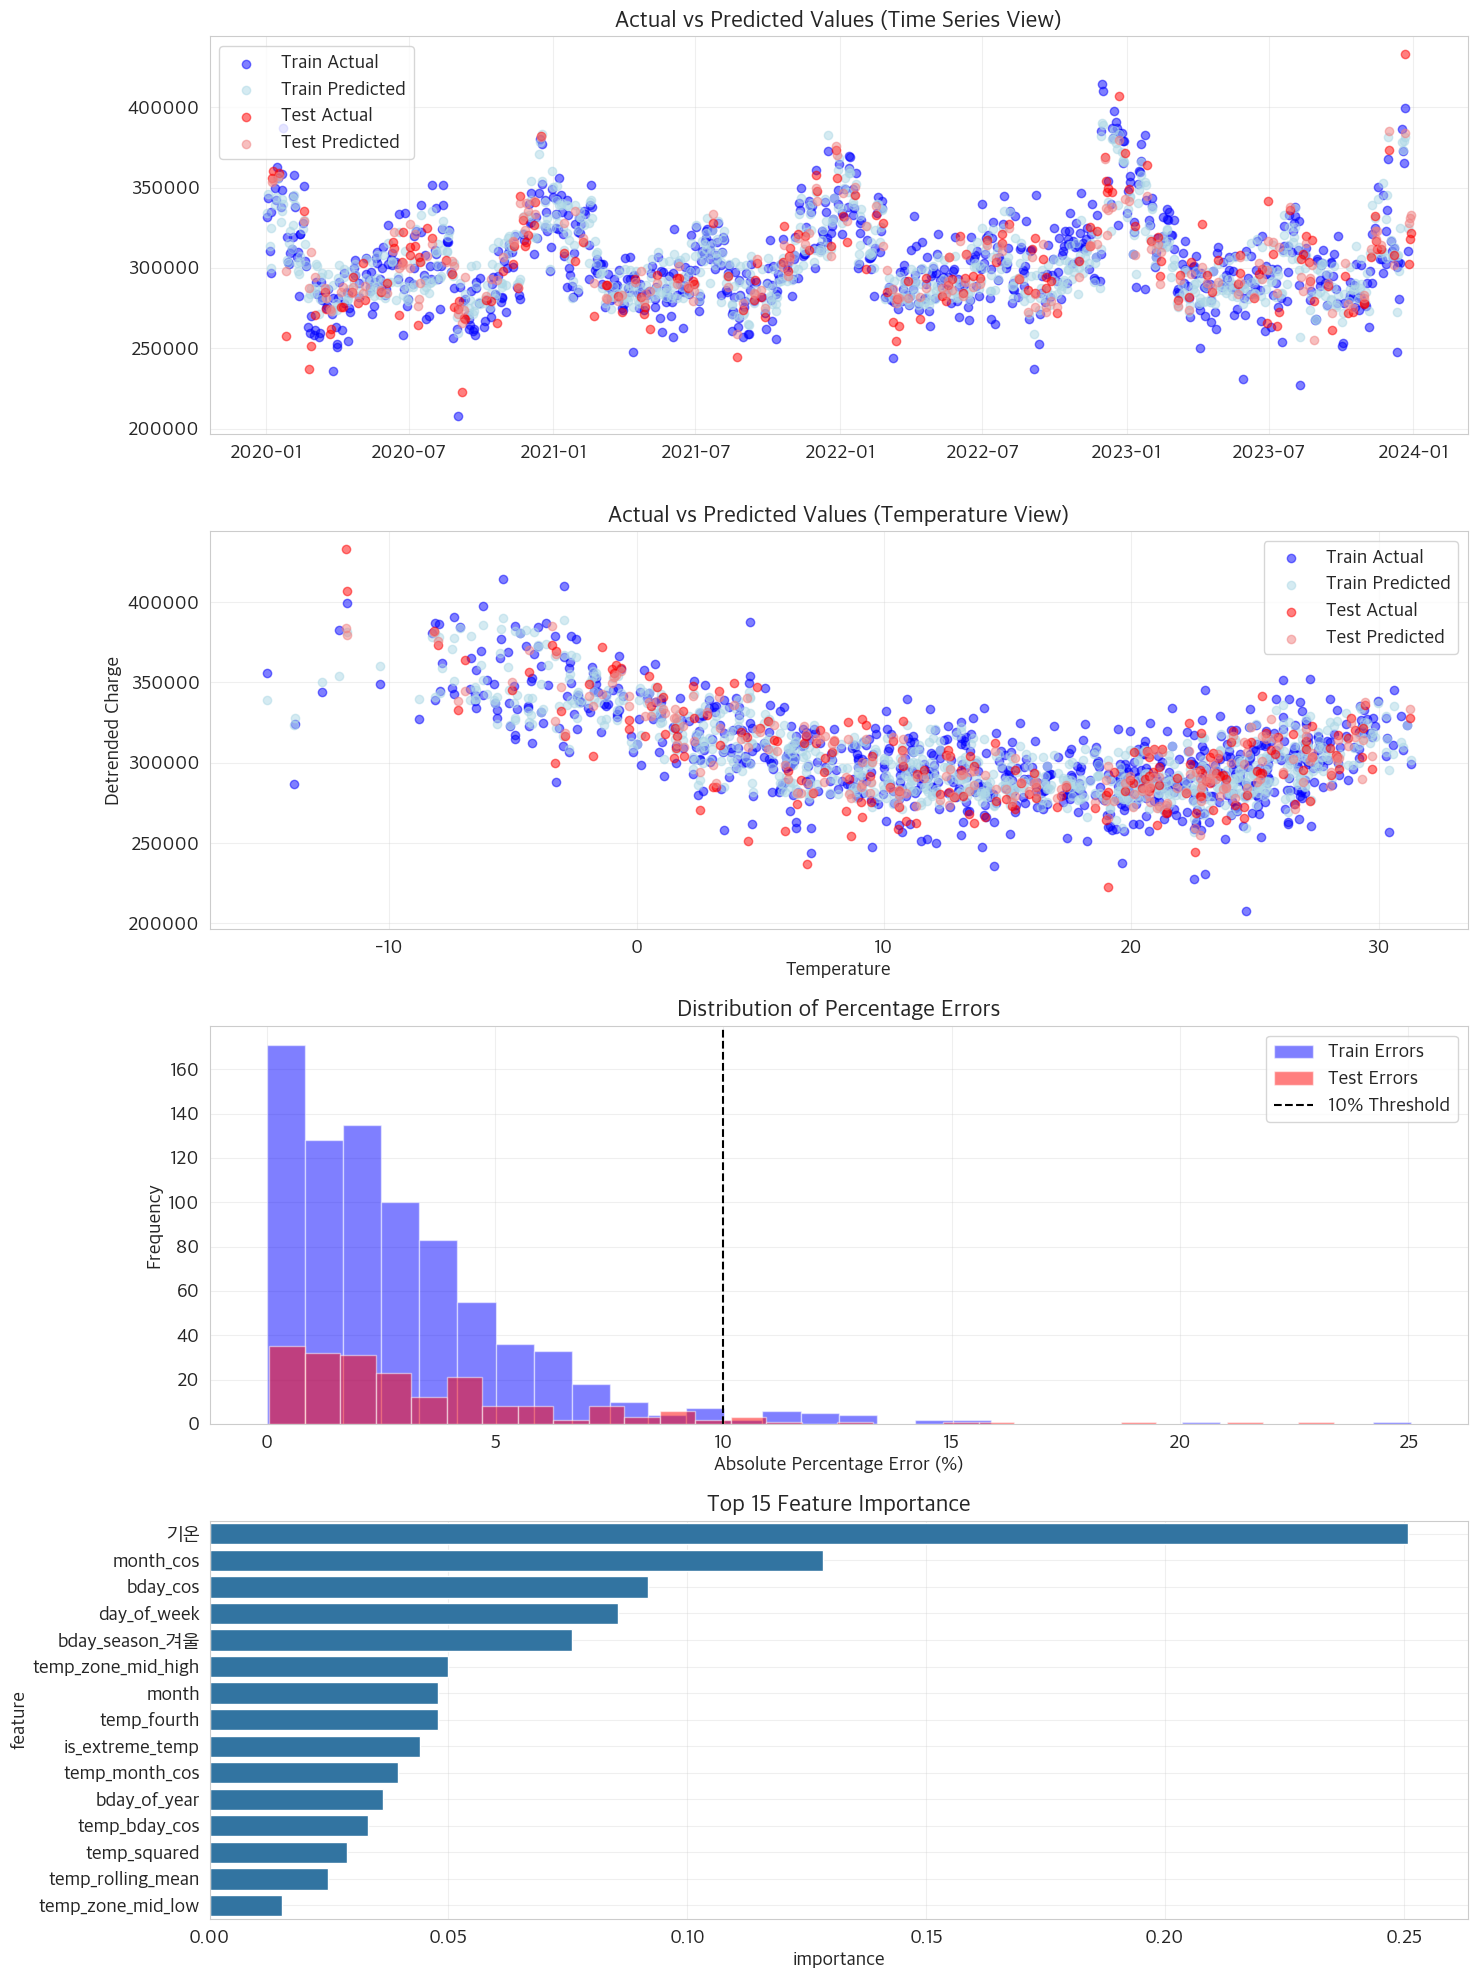 Actual vs Predicted Values (Time Series View)
Train Actual
Train Predicted
Test Actual
Test Predicted
400000
350000
300000
250000
200000
2020-01
2020-07
2021-01
2021-07
2022-01
2022-07
2023-01
2023-07
2024-01
Actual vs Predicted Values (Temperature View)
Train Actual
Train Predicted
Test Actual
Test Predicted
Detrended Charge
400000
350000
300000
250000
200000
-10
0
10
20
30
Temperature
Distribution of Percentage Errors
Train Errors
Test Errors
10% Threshold
Frequency
160
140
120
100
80
60
40
20
0
0
5
10
15
20
25
Absolute Percentage Error (%)
Top 15 Feature Importance
feature
기온
month_cos
bday_cos
day_of_week
bday_season_겨울
temp_zone_mid_high
month
temp_fourth
is_extreme_temp
temp_month_cos
bday_of_year
temp_bday_cos
temp_squared
temp_rolling_mean
temp_zone_mid_low
0.00
0.05
0.10
0.15
0.20
0.25
importance